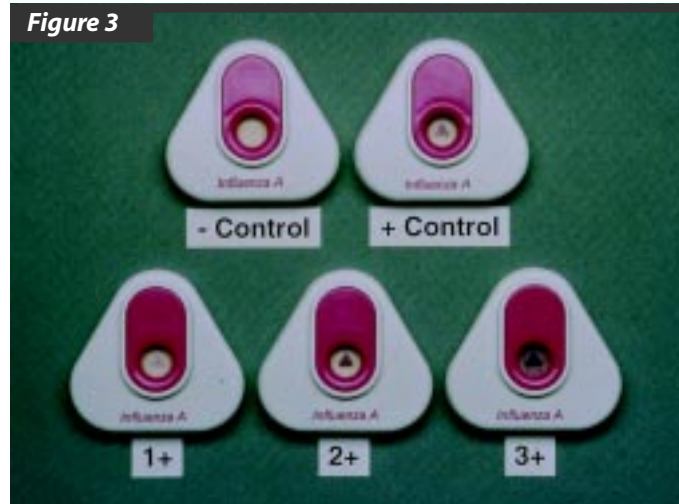 Figure 3
Influenza A
Influenza A
- Control
+ Control
Influenza A
Influenza A
Influenza A
1+
2+
3+